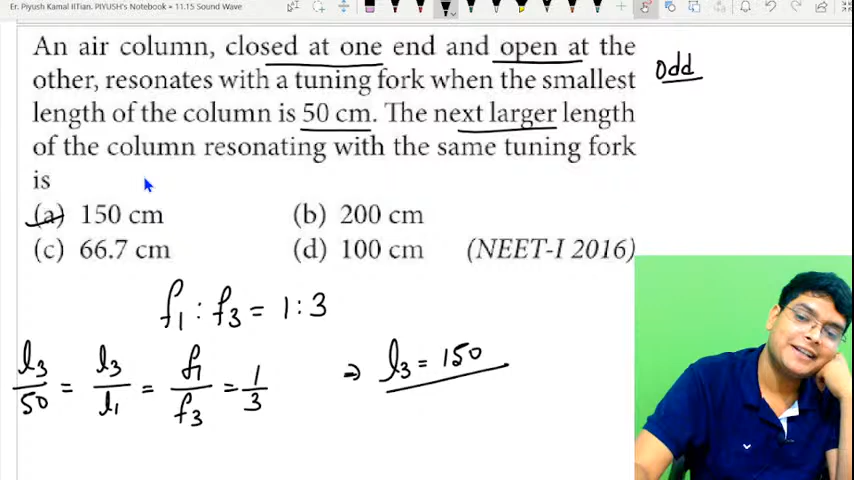 Er. Piyush Kamal IITian. PIYUSH's Notebook » 11.15 Sound Wave
An air column, closed at one end and open at the
other, resonates with a tuning fork when the smallest
length of the column is 50 cm. The next larger length
of the column resonating with the same tuning fork
is
odd
(a) 150 cm (b) 200 cm
(c) 66.7 cm (d) 100 cm (NEET-I 2016)
f₁ : f₃ = 1 : 3
l₃/50 = l₃/l₁ = f₁/f₃ = 1/3 ⇒ l₃ = 150